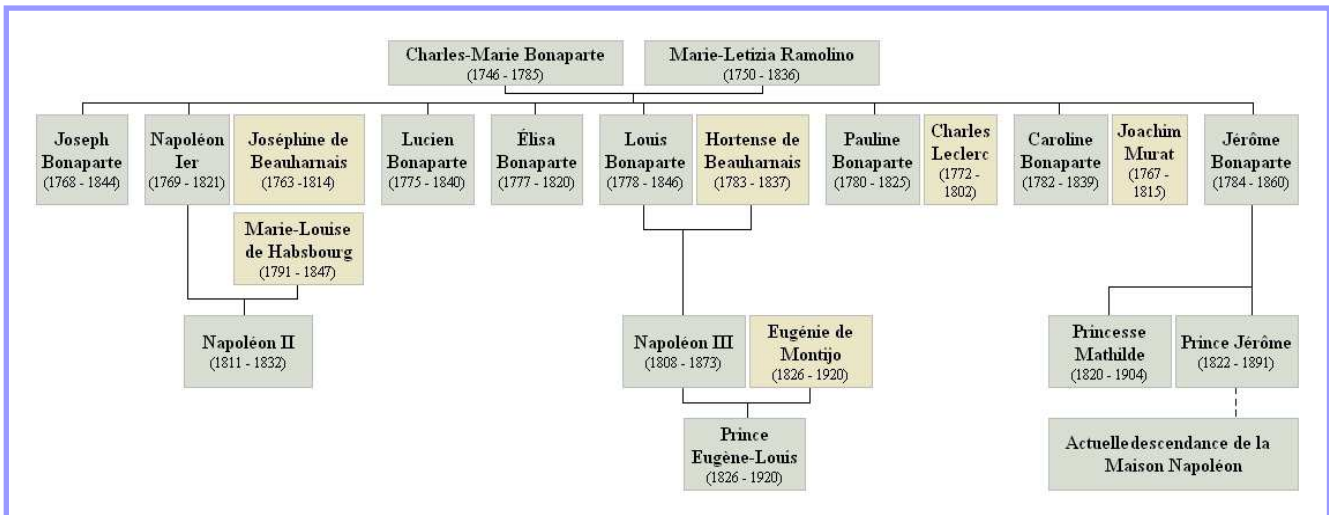 Charles-Marie Bonaparte
(1746 - 1785)
Marie-Letizia Ramolino
(1750 - 1836)
Joseph
Bonaparte
(1768 - 1844)
Napoléon
Ier
(1769 - 1821)
Joséphine de
Beauharnais
(1763 -1814)
Lucien
Bonaparte
(1775 - 1840)
Élisa
Bonaparte
(1777 - 1820)
Louis
Bonaparte
(1778 - 1846)
Hortense de
Beauharnais
(1783 - 1837)
Pauline
Bonaparte
(1780 - 1825)
Charles
Leclerc
(1772 -
1802)
Caroline
Bonaparte
(1782 - 1839)
Joachim
Murat
(1767 -
1815)
Jérôme
Bonaparte
(1784 - 1860)
Marie-Louise
de Habsbourg
(1791 - 1847)
Napoléon II
(1811 - 1832)
Napoléon III
(1808 - 1873)
Eugénie de
Montijo
(1826 - 1920)
Princesse
Mathilde
(1820 - 1904)
Prince Jérôme
(1822 - 1891)
Prince
Eugène-Louis
(1826 - 1920)
Actuelle descendance de la
Maison Napoléon